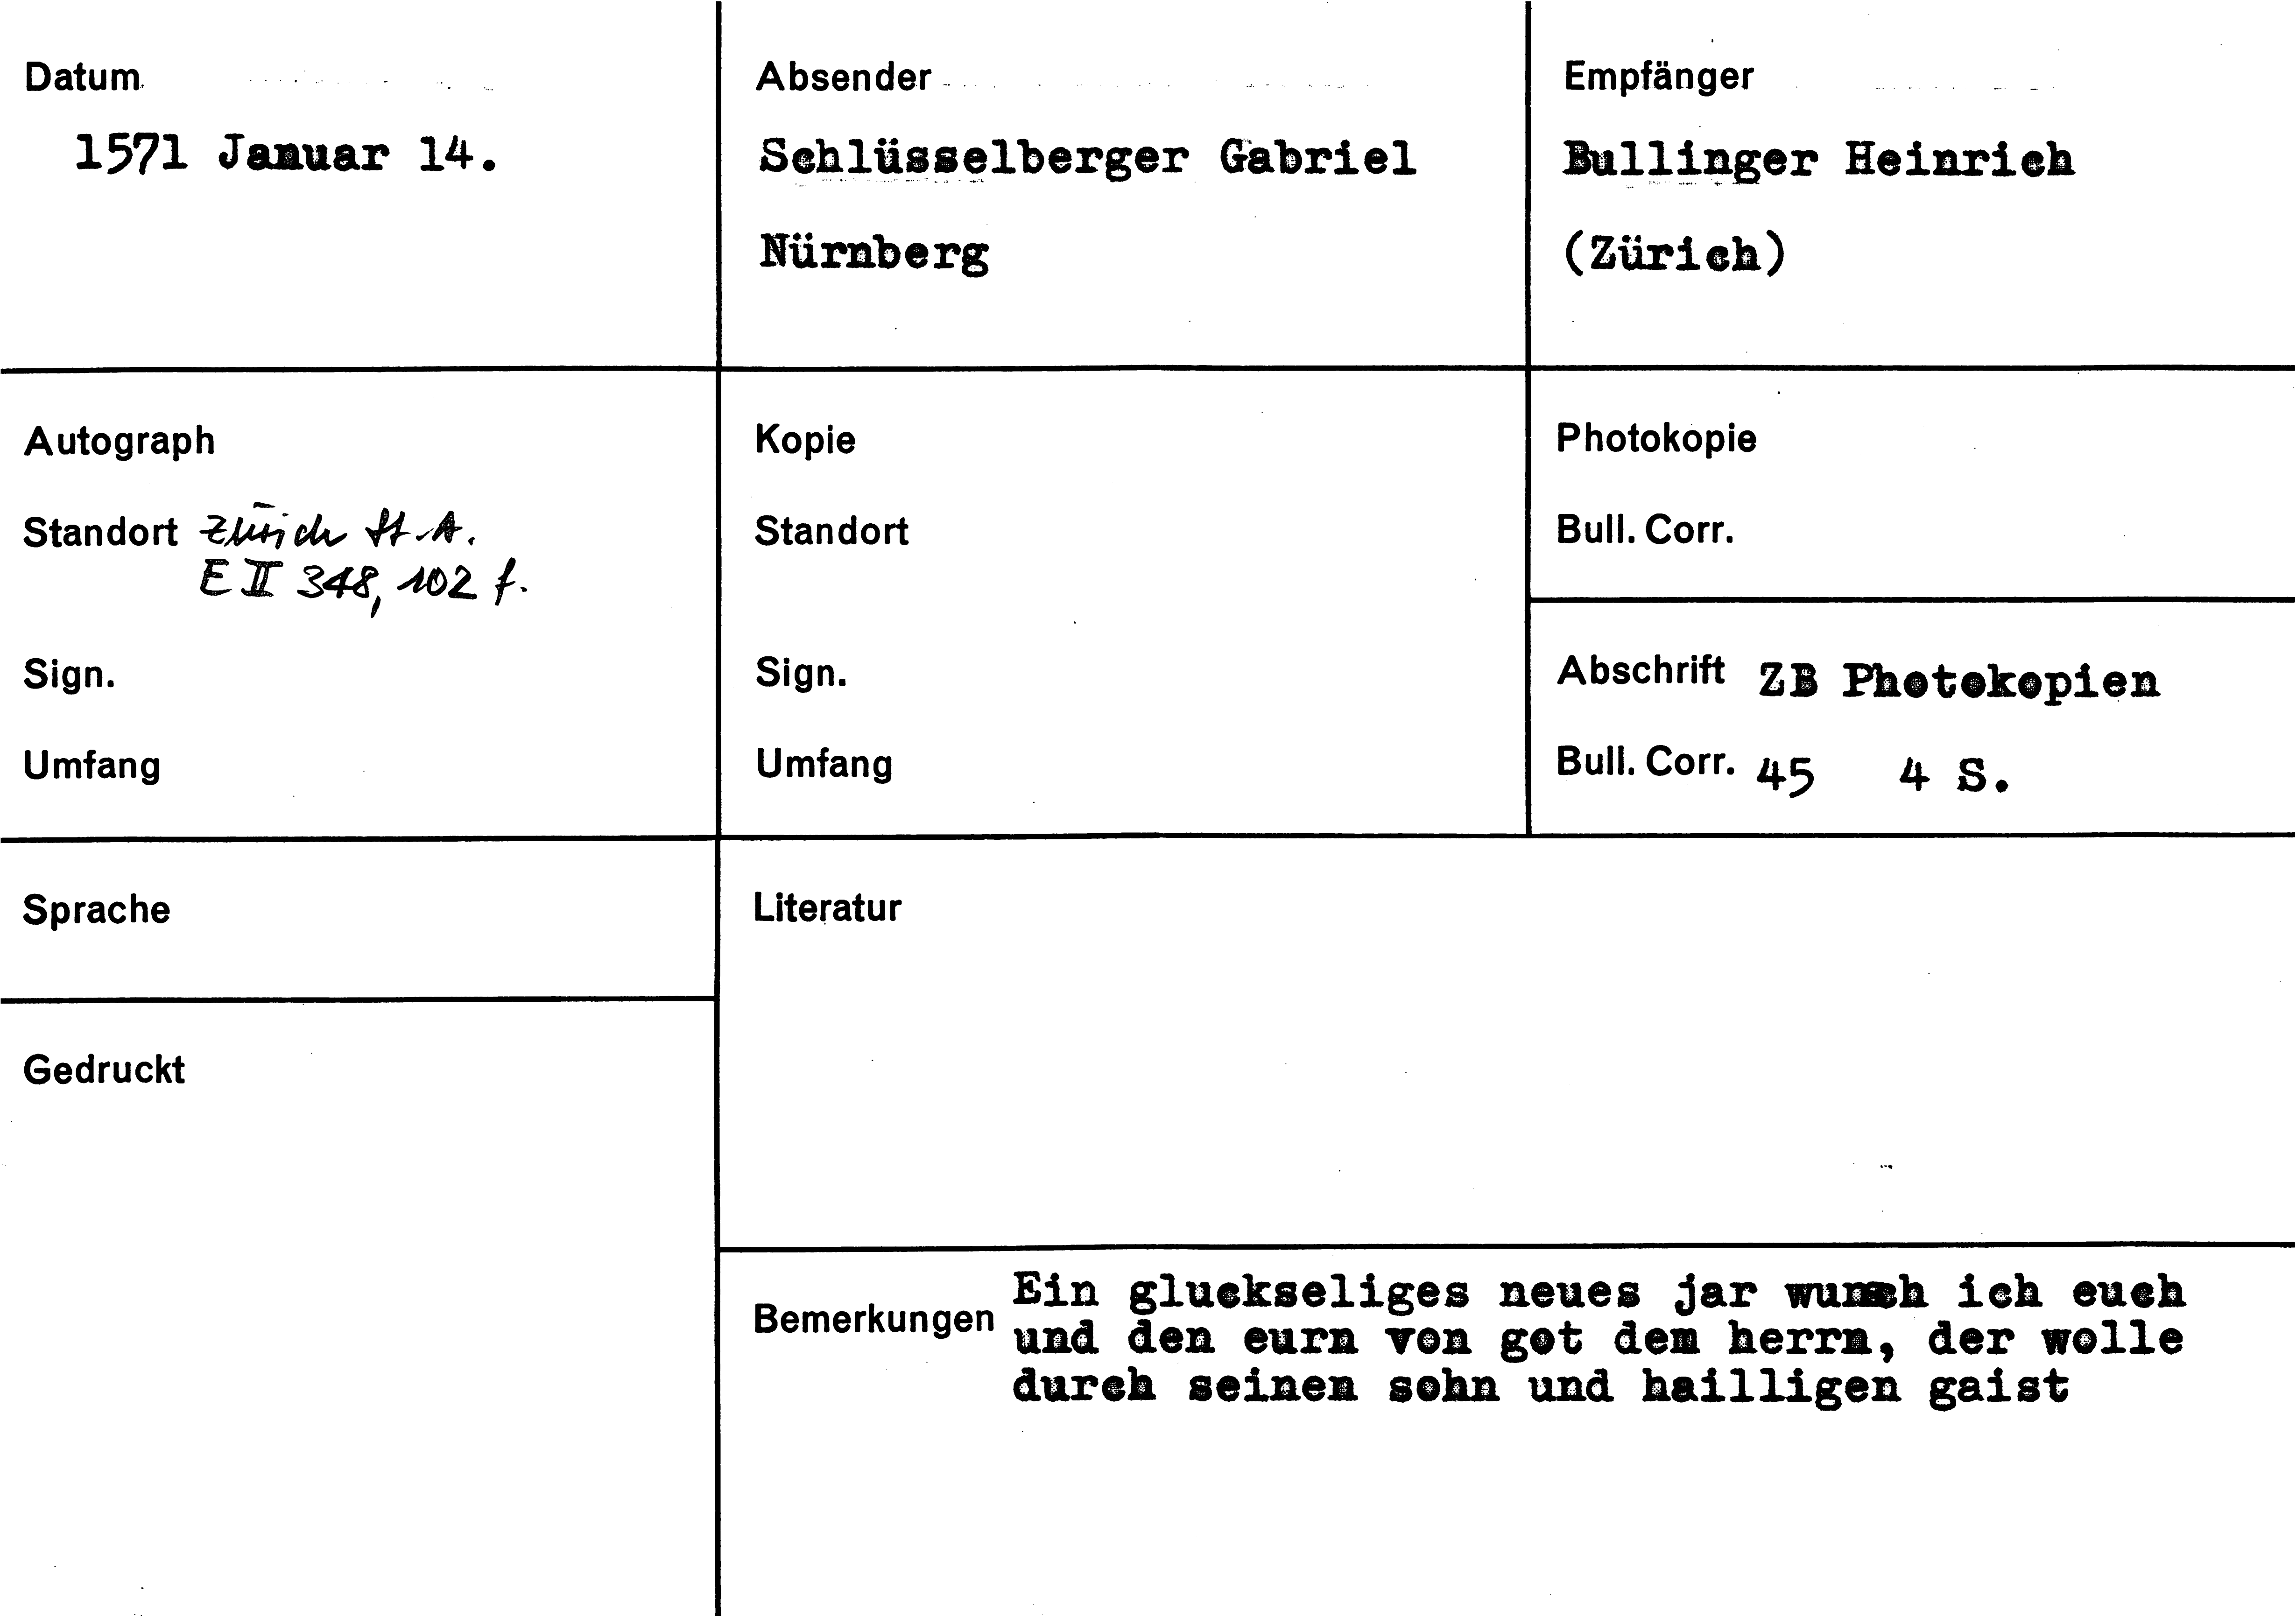 Datum
1571 Januar 14.
Absender
Schlüsselberger Gabriel
Nürnberg
Empfänger
Bullinger Heinrich
(Zürich)
Autograph
Standort Zürich St.A.
E II 348, 102 f.
Sign.
Umfang
Kopie
Standort
Sign.
Umfang
Photokopie
Bull. Corr.
Abschrift ZB Photokopien
Bull. Corr. 45 4 S.
Sprache
Gedruckt
Literatur
Bemerkungen
Ein gluckseliges neues jar wunsch ich euch
und den eurn von got dem herrn, der wolle
durch seinen sohn und hailligen gaist